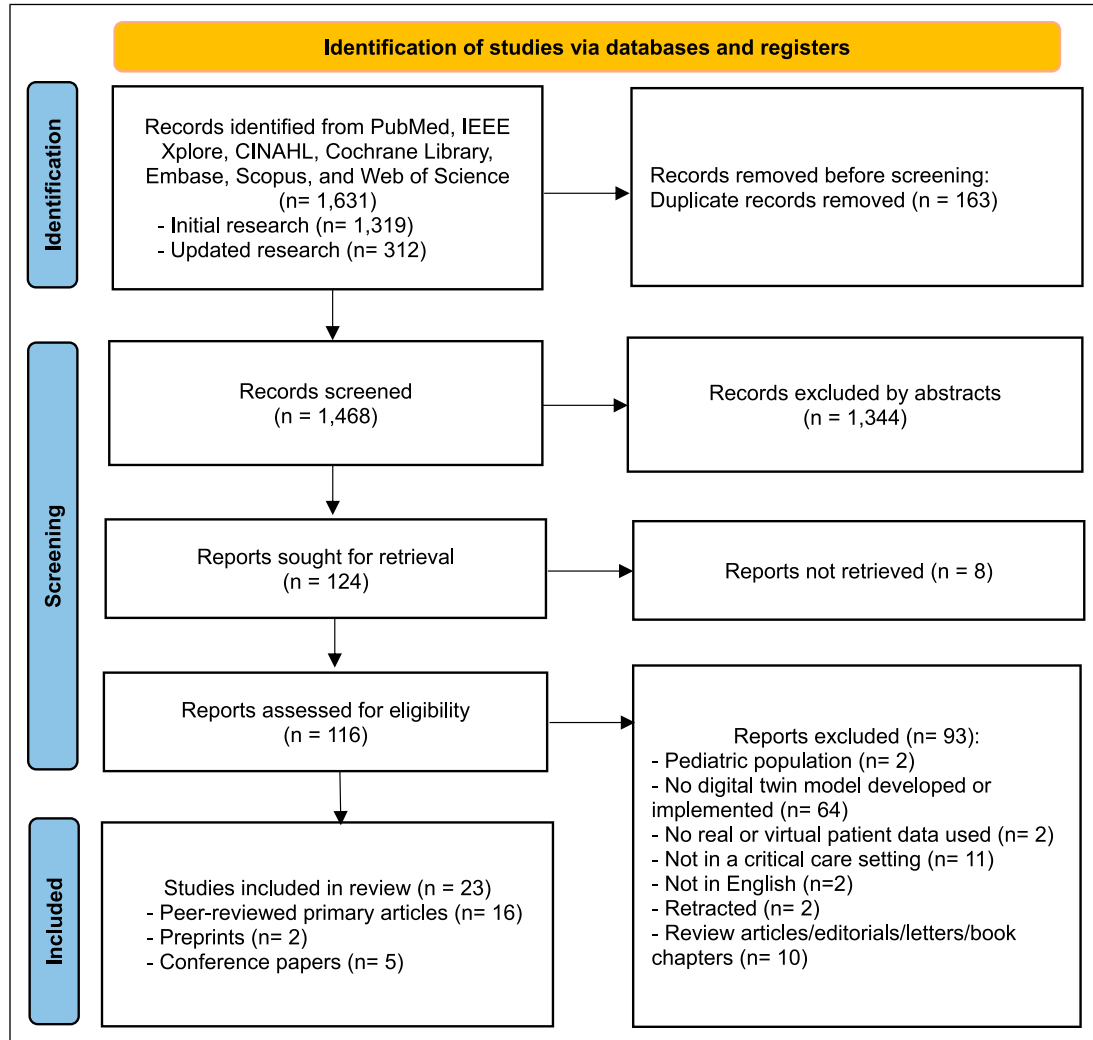 Identification of studies via databases and registers
Identification
Records identified from PubMed, IEEE
Xplore, CINAHL, Cochrane Library,
Embase, Scopus, and Web of Science
(n= 1,631)
- Initial research (n= 1,319)
- Updated research (n= 312)
Records removed before screening:
Duplicate records removed (n = 163)
Screening
Records screened
(n = 1,468)
Records excluded by abstracts
(n = 1,344)
Reports sought for retrieval
(n = 124)
Reports not retrieved (n = 8)
Reports assessed for eligibility
(n = 116)
Reports excluded (n= 93):
- Pediatric population (n= 2)
- No digital twin model developed or
implemented (n= 64)
- No real or virtual patient data used (n= 2)
- Not in a critical care setting (n= 11)
- Not in English (n=2)
- Retracted (n= 2)
- Review articles/editorials/letters/book
chapters (n= 10)
Included
Studies included in review (n = 23)
- Peer-reviewed primary articles (n= 16)
- Preprints (n= 2)
- Conference papers (n= 5)